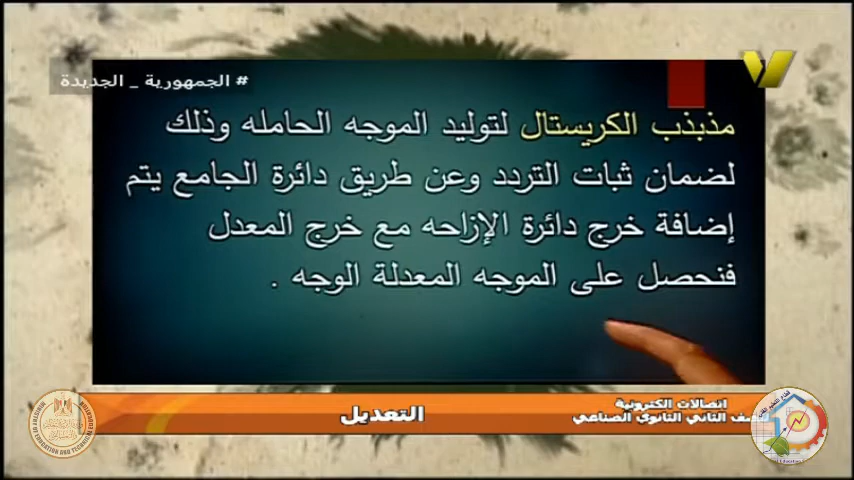 # الجمهورية _ الجديدة
مذبذب الكريستال لتوليد الموجه الحامله وذلك
لضمان ثبات التردد وعن طريق دائرة الجامع يتم
إضافة خرج دائرة الإزاحه مع خرج المعدل
فنحصل على الموجه المعدلة الوجه .
اتصالات الكترونية
الثاني الثانوي الصناعي
التعديل